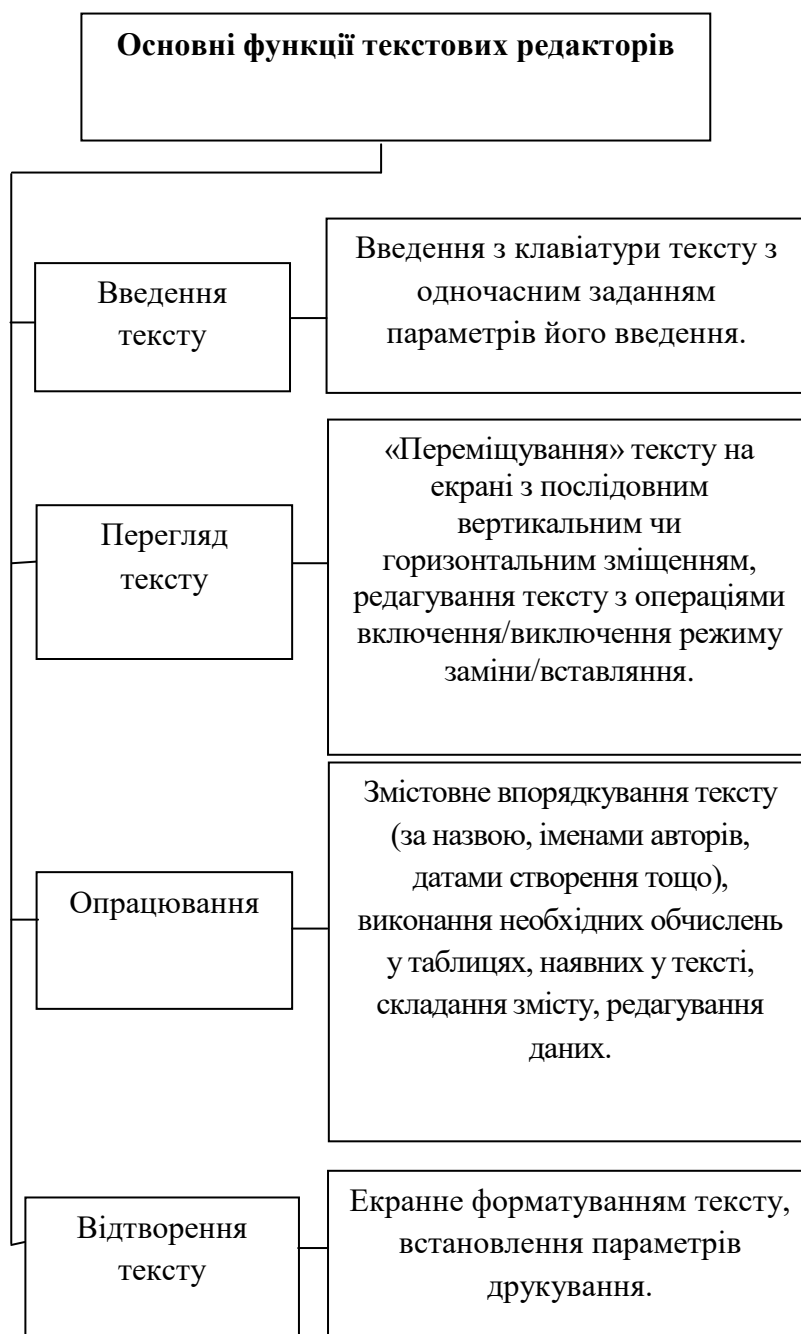 Основні функції текстових редакторів
Введення
тексту
Введення з клавіатури тексту з
одночасним заданням
параметрів його введення.
Перегляд
тексту
«Переміщування» тексту на
екрані з послідовним
вертикальним чи
горизонтальним зміщенням,
редагування тексту з операціями
включення/виключення режиму
заміни/вставляння.
Опрацювання
Змістовне впорядкування тексту
(за назвою, іменами авторів,
датами створення тощо),
виконання необхідних обчислень
у таблицях, наявних у тексті,
складання змісту, редагування
даних.
Відтворення
тексту
Екранне форматуванням тексту,
встановлення параметрів
друкування.